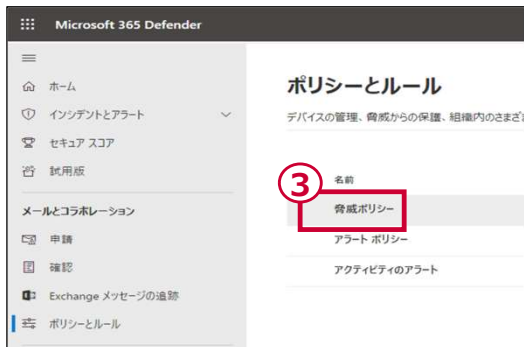 Microsoft 365 Defender
ホーム
インシデントとアラート
セキュア スコア
試用版
メールとコラボレーション
申請
確認
Exchange メッセージの追跡
ポリシーとルール
ポリシーとルール
デバイスの管理、脅威からの保護、組織内のさまざ
③
名前
脅威ポリシー
アラート ポリシー
アクティビティのアラート